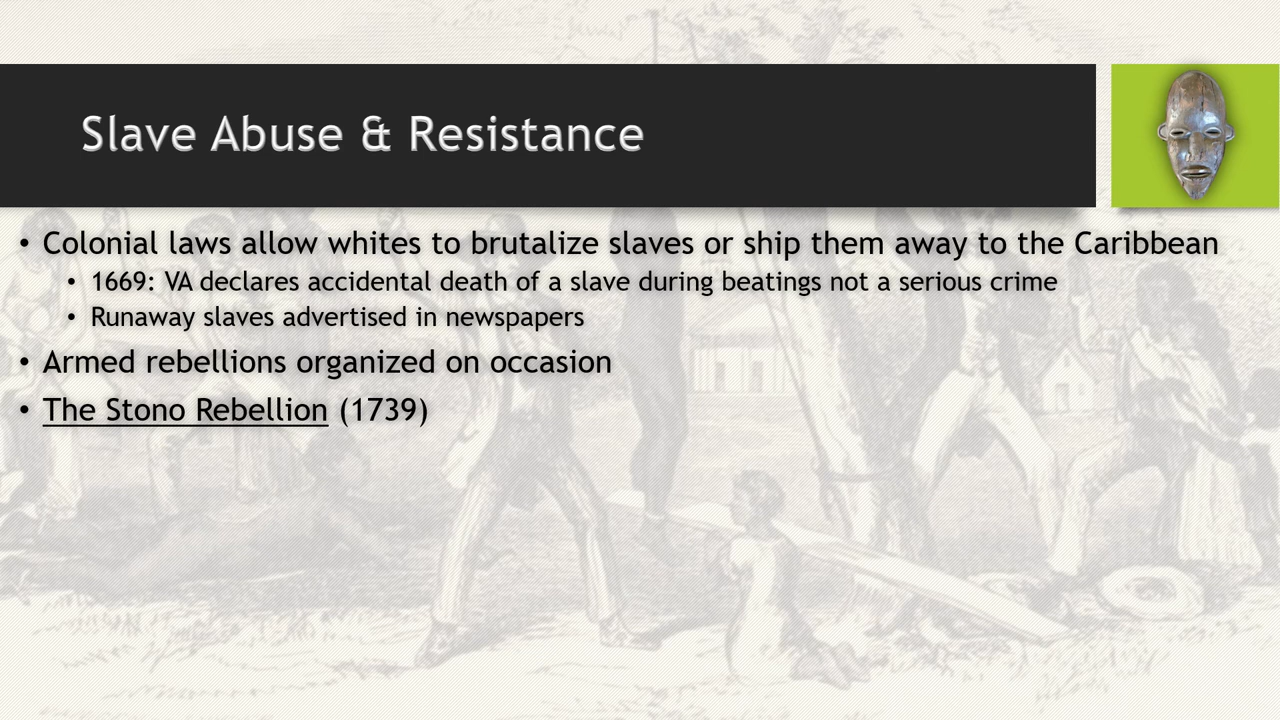 Slave Abuse & Resistance
• Colonial laws allow whites to brutalize slaves or ship them away to the Caribbean
• 1669: VA declares accidental death of a slave during beatings not a serious crime
• Runaway slaves advertised in newspapers
• Armed rebellions organized on occasion
• The Stono Rebellion (1739)